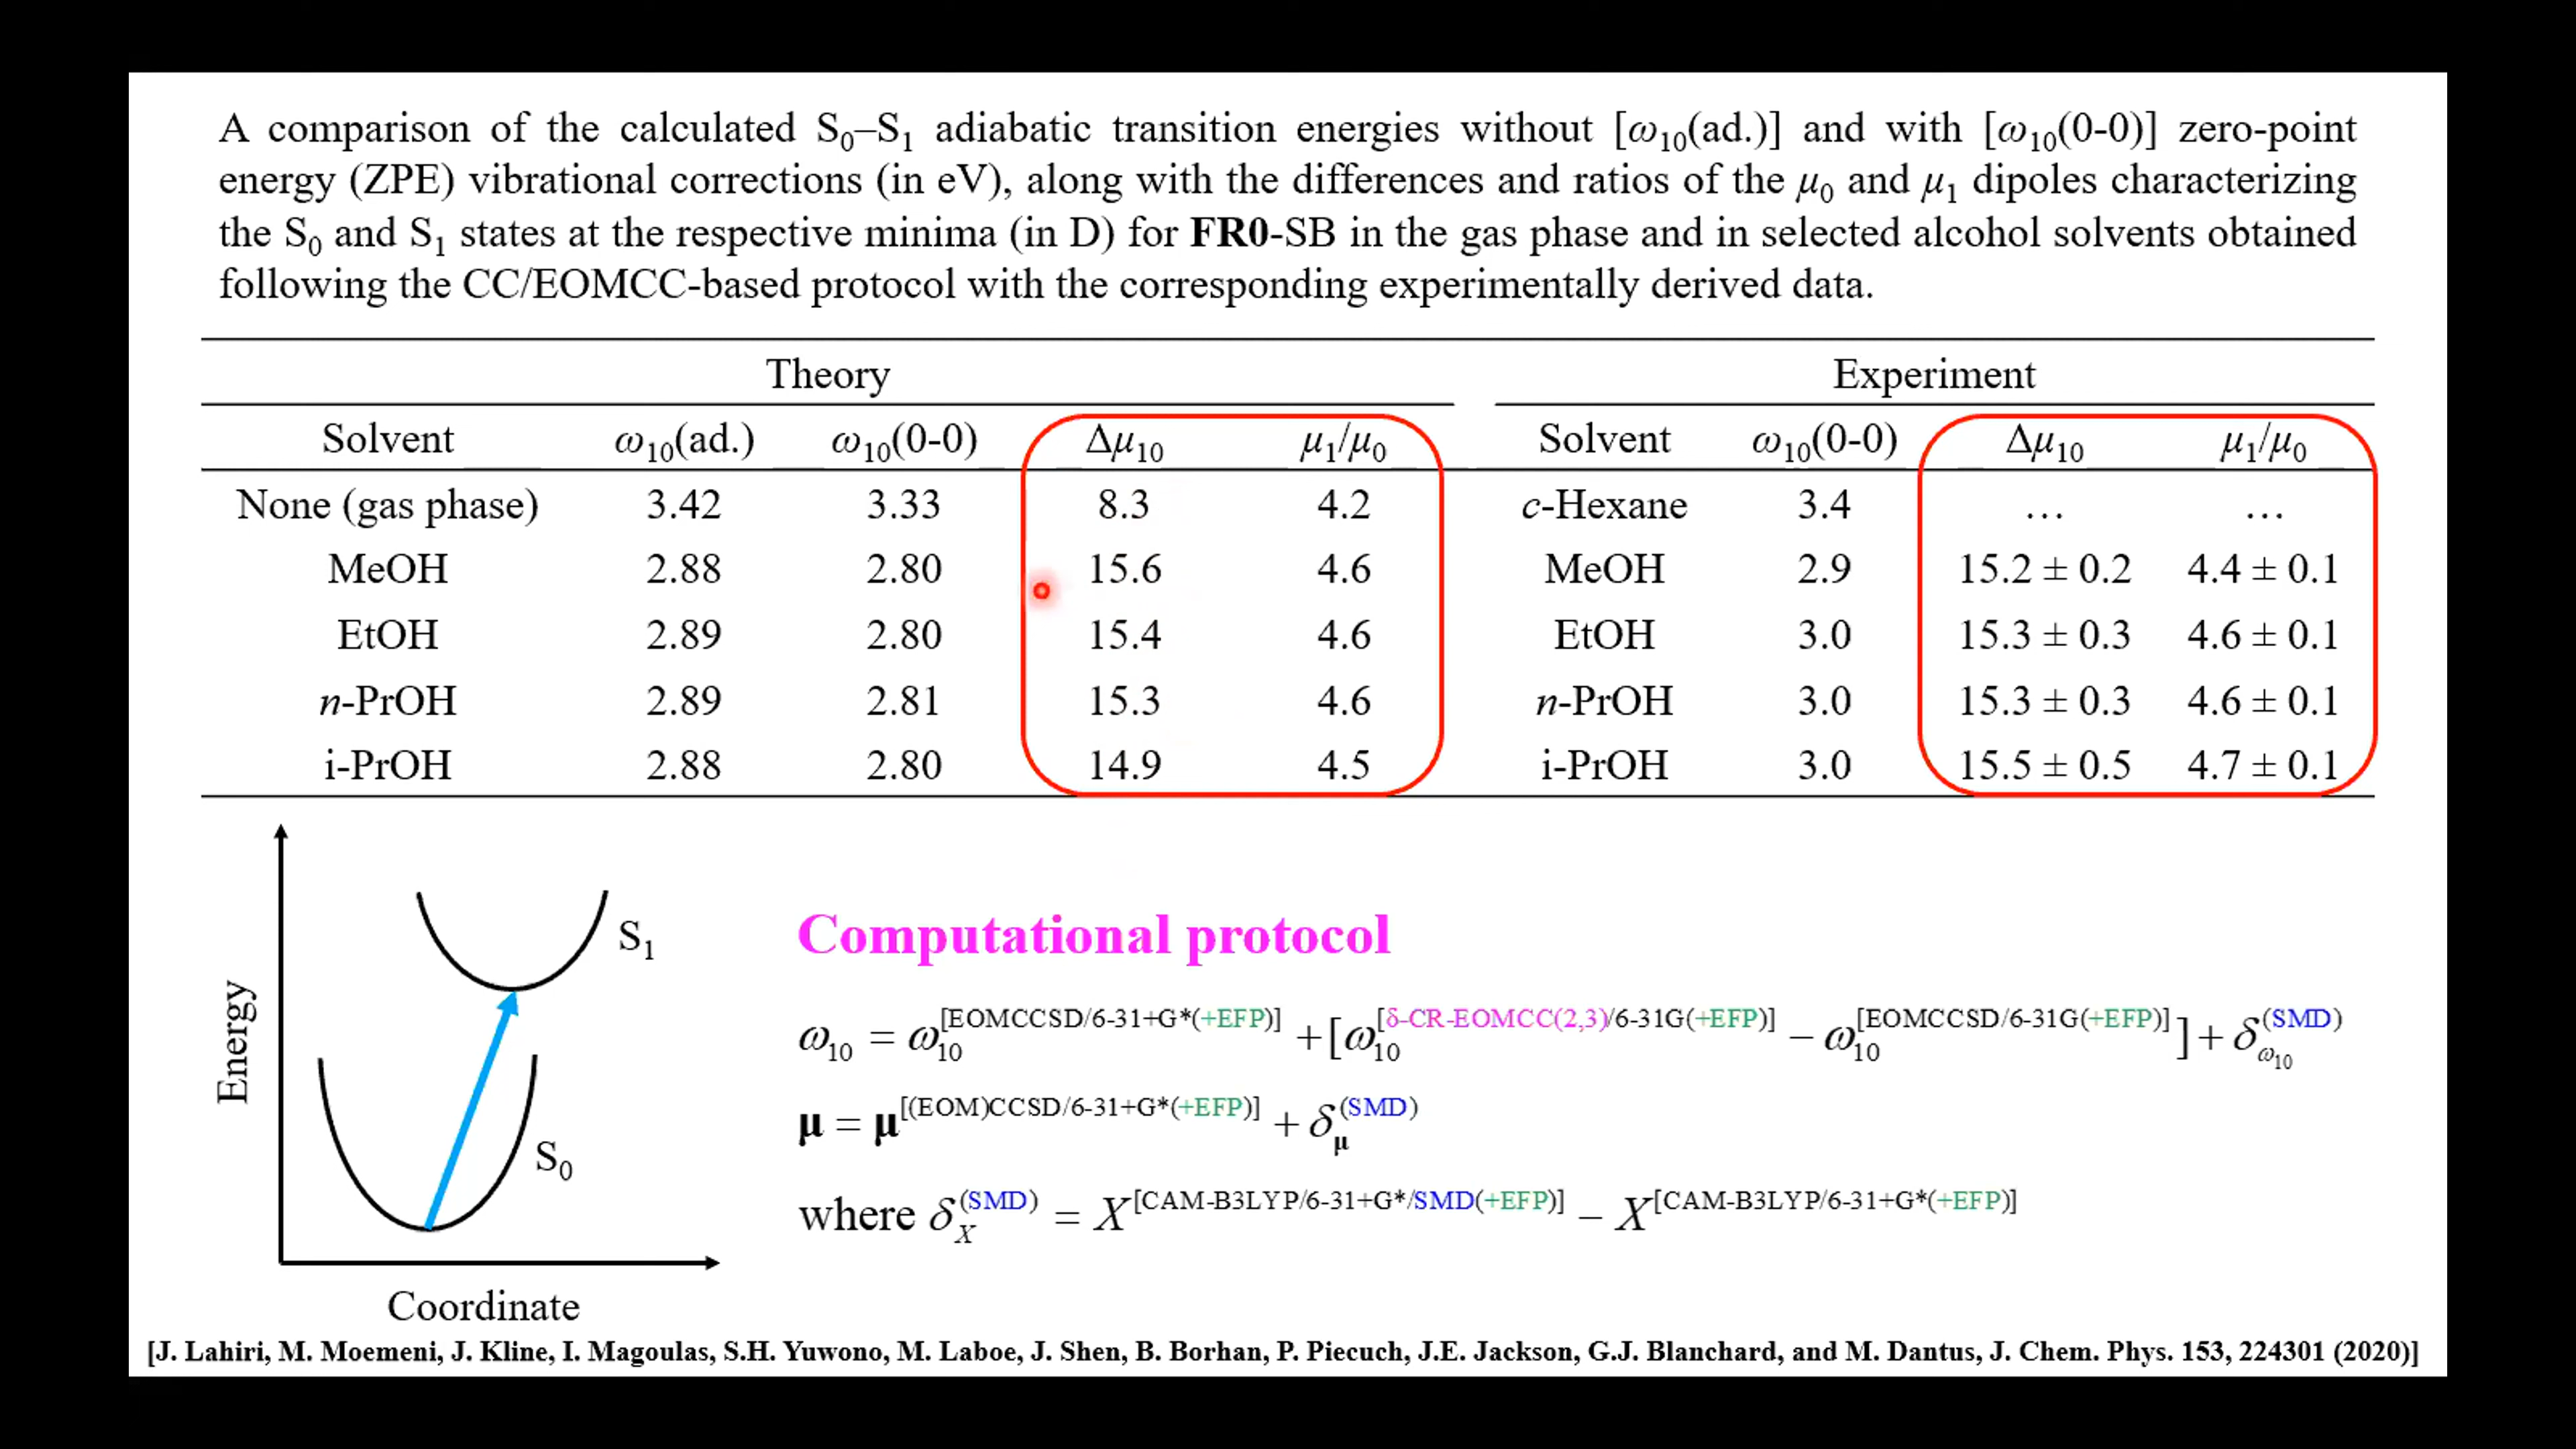 A comparison of the calculated S₀–S₁ adiabatic transition energies without [ω₁₀(ad.)] and with [ω₁₀(0-0)] zero-point
energy (ZPE) vibrational corrections (in eV), along with the differences and ratios of the μ₀ and μ₁ dipoles characterizing
the S₀ and S₁ states at the respective minima (in D) for FR0-SB in the gas phase and in selected alcohol solvents obtained
following the CC/EOMCC-based protocol with the corresponding experimentally derived data.
Theory Experiment
Solvent ω₁₀(ad.) ω₁₀(0-0) Δμ₁₀ μ₁/μ₀ Solvent ω₁₀(0-0) Δμ₁₀ μ₁/μ₀
None (gas phase) 3.42 3.33 8.3 4.2 c-Hexane 3.4 … …
MeOH 2.88 2.80 15.6 4.6 MeOH 2.9 15.2 ± 0.2 4.4 ± 0.1
EtOH 2.89 2.80 15.4 4.6 EtOH 3.0 15.3 ± 0.3 4.6 ± 0.1
n-PrOH 2.89 2.81 15.3 4.6 n-PrOH 3.0 15.3 ± 0.3 4.6 ± 0.1
i-PrOH 2.88 2.80 14.9 4.5 i-PrOH 3.0 15.5 ± 0.5 4.7 ± 0.1
Energy
S₁
S₀
Coordinate
Computational protocol
ω₁₀ = ω₁₀^[EOMCCSD/6-31+G*(+EFP)] + [ω₁₀^[δ-CR-EOMCC(2,3)/6-31G(+EFP)] − ω₁₀^[EOMCCSD/6-31G(+EFP)]] + δ_ω₁₀^(SMD)
μ = μ^[(EOM)CCSD/6-31+G*(+EFP)] + δ_μ^(SMD)
where δ_X^(SMD) = X^[CAM-B3LYP/6-31+G*/SMD(+EFP)] − X^[CAM-B3LYP/6-31+G*(+EFP)]
[J. Lahiri, M. Moemeni, J. Kline, I. Magoulas, S.H. Yuwono, M. Laboe, J. Shen, B. Borhan, P. Piecuch, J.E. Jackson, G.J. Blanchard, and M. Dantus, J. Chem. Phys. 153, 224301 (2020)]